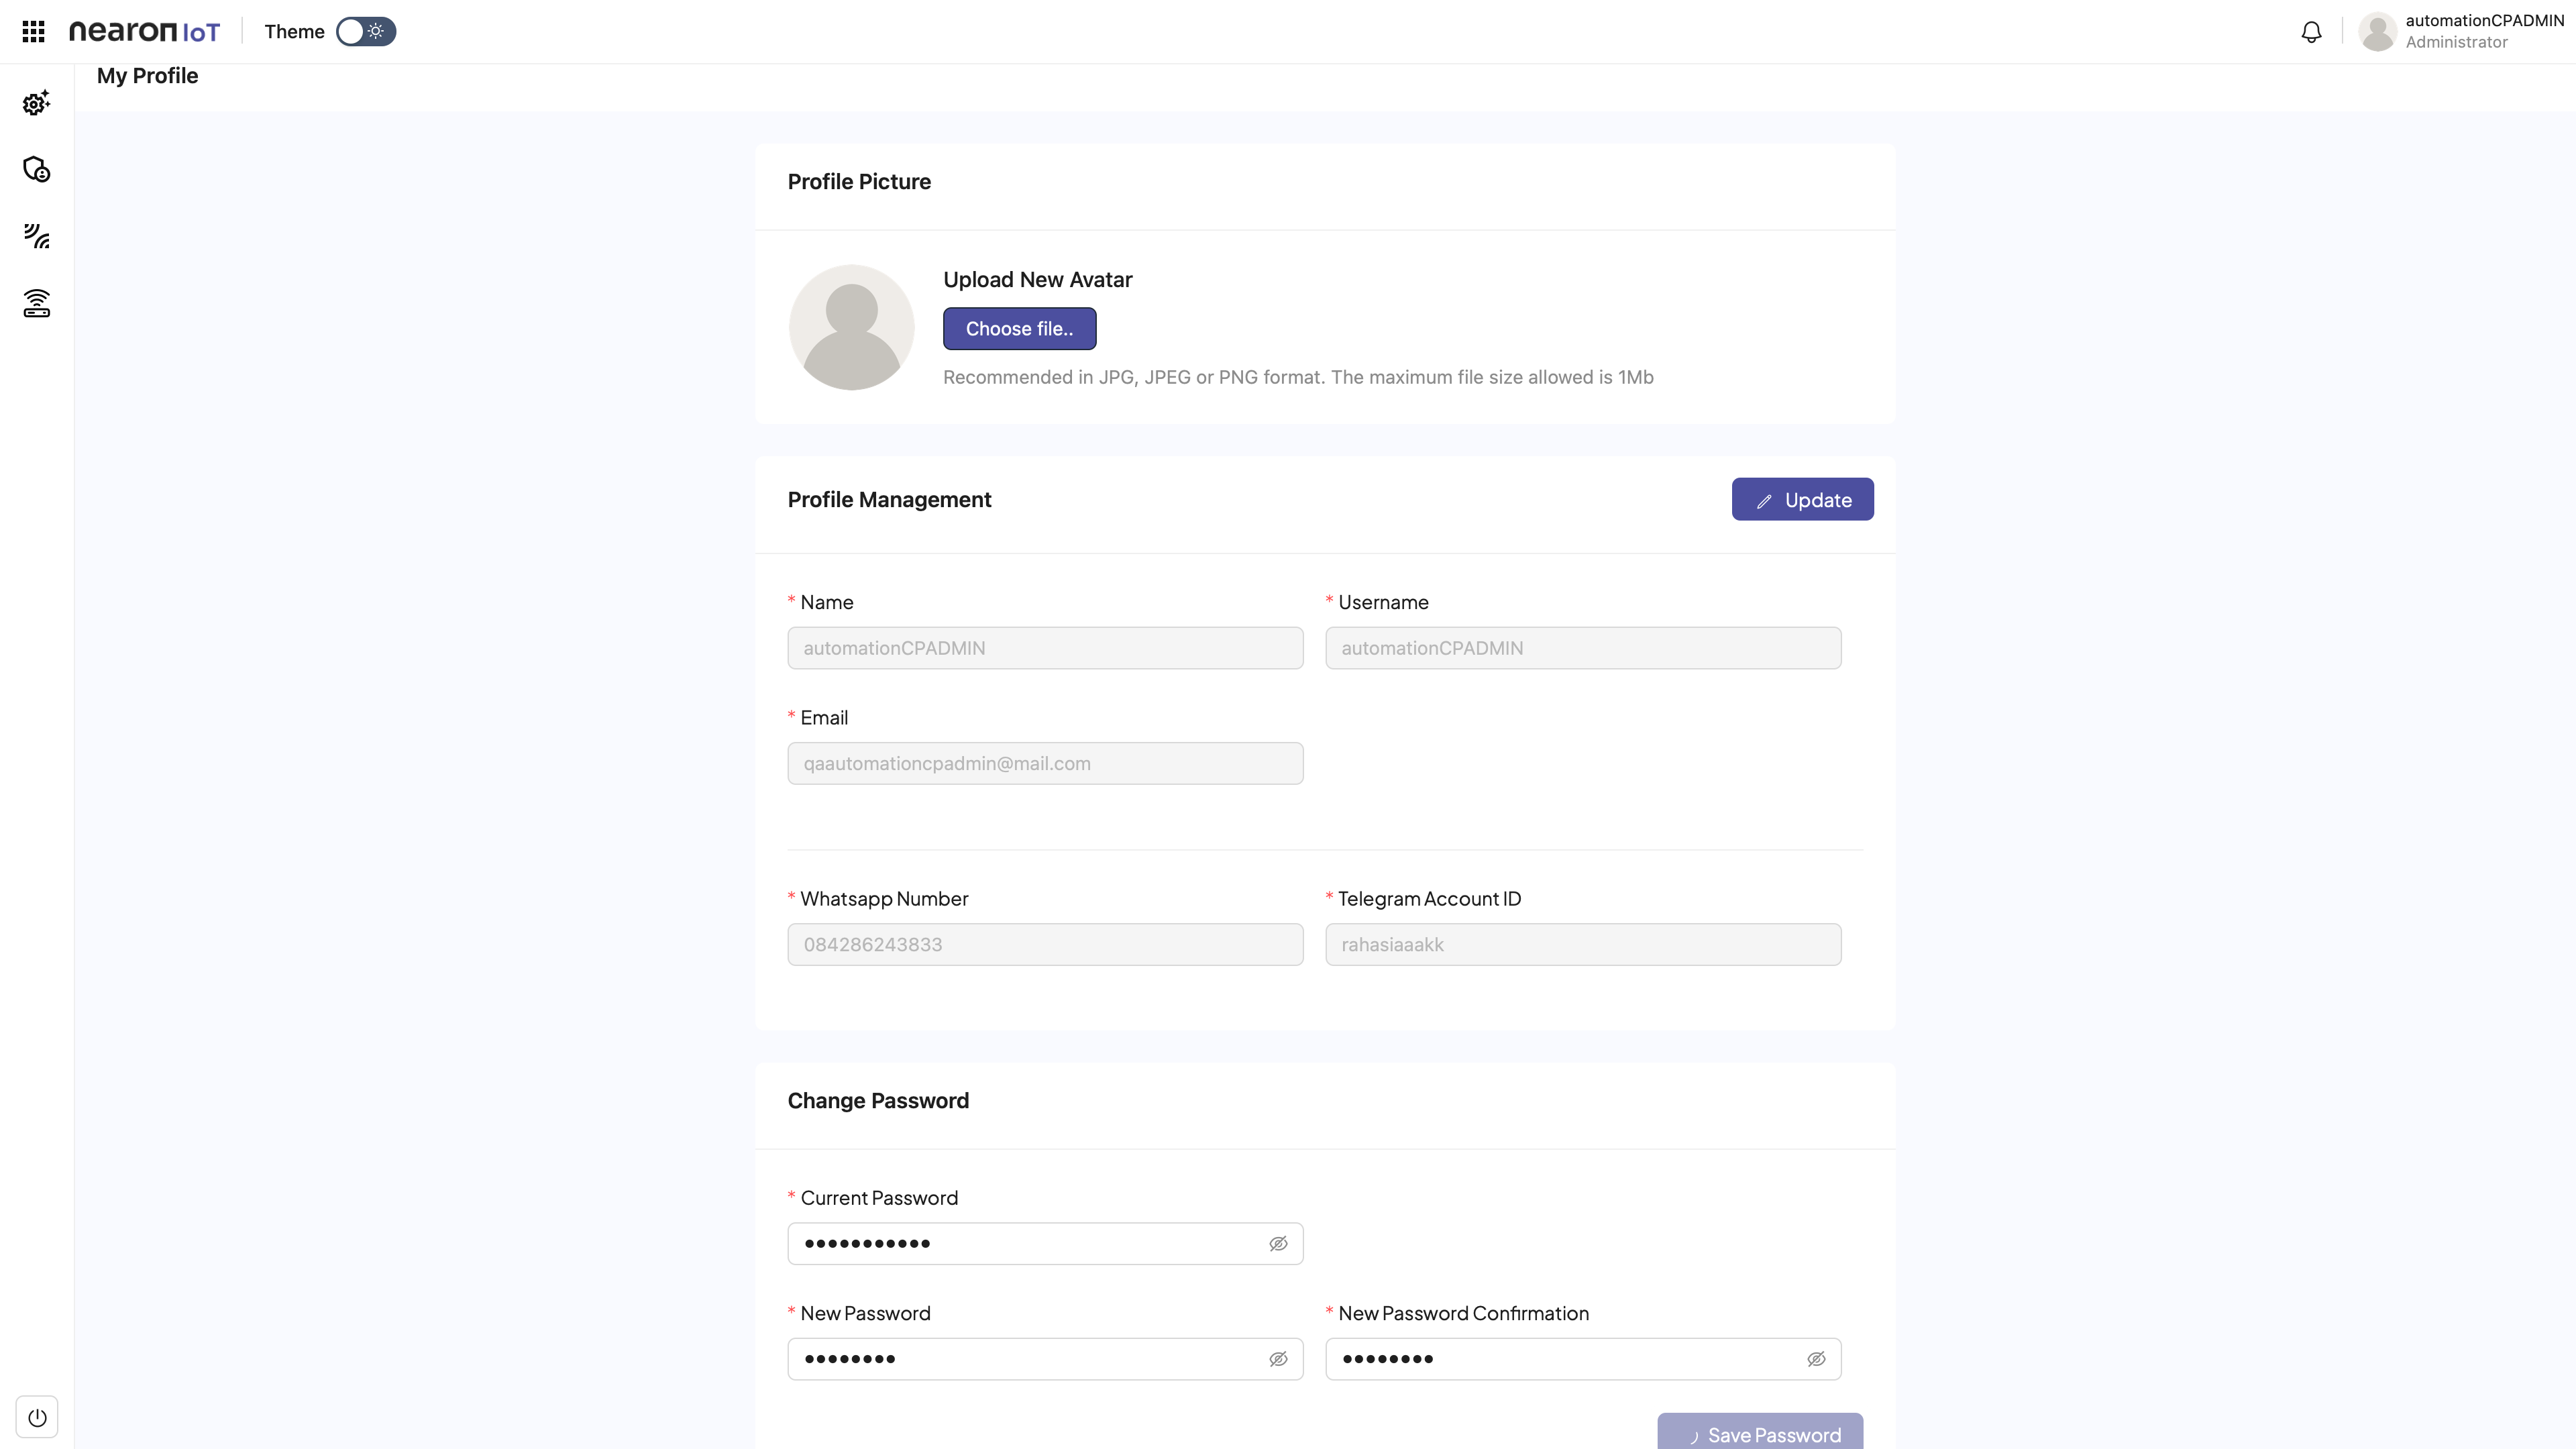 nearon IoT
Theme
automationCPADMIN
Administrator
My Profile
Profile Picture
Upload New Avatar
Choose file..
Recommended in JPG, JPEG or PNG format. The maximum file size allowed is 1Mb
Profile Management
Update
* Name
* Username
automationCPADMIN
automationCPADMIN
* Email
qaautomationcpadmin@mail.com
* Whatsapp Number
* Telegram Account ID
084286243833
rahasiaaakk
Change Password
* Current Password
•••••••••••
* New Password
* New Password Confirmation
••••••••
••••••••
Save Password